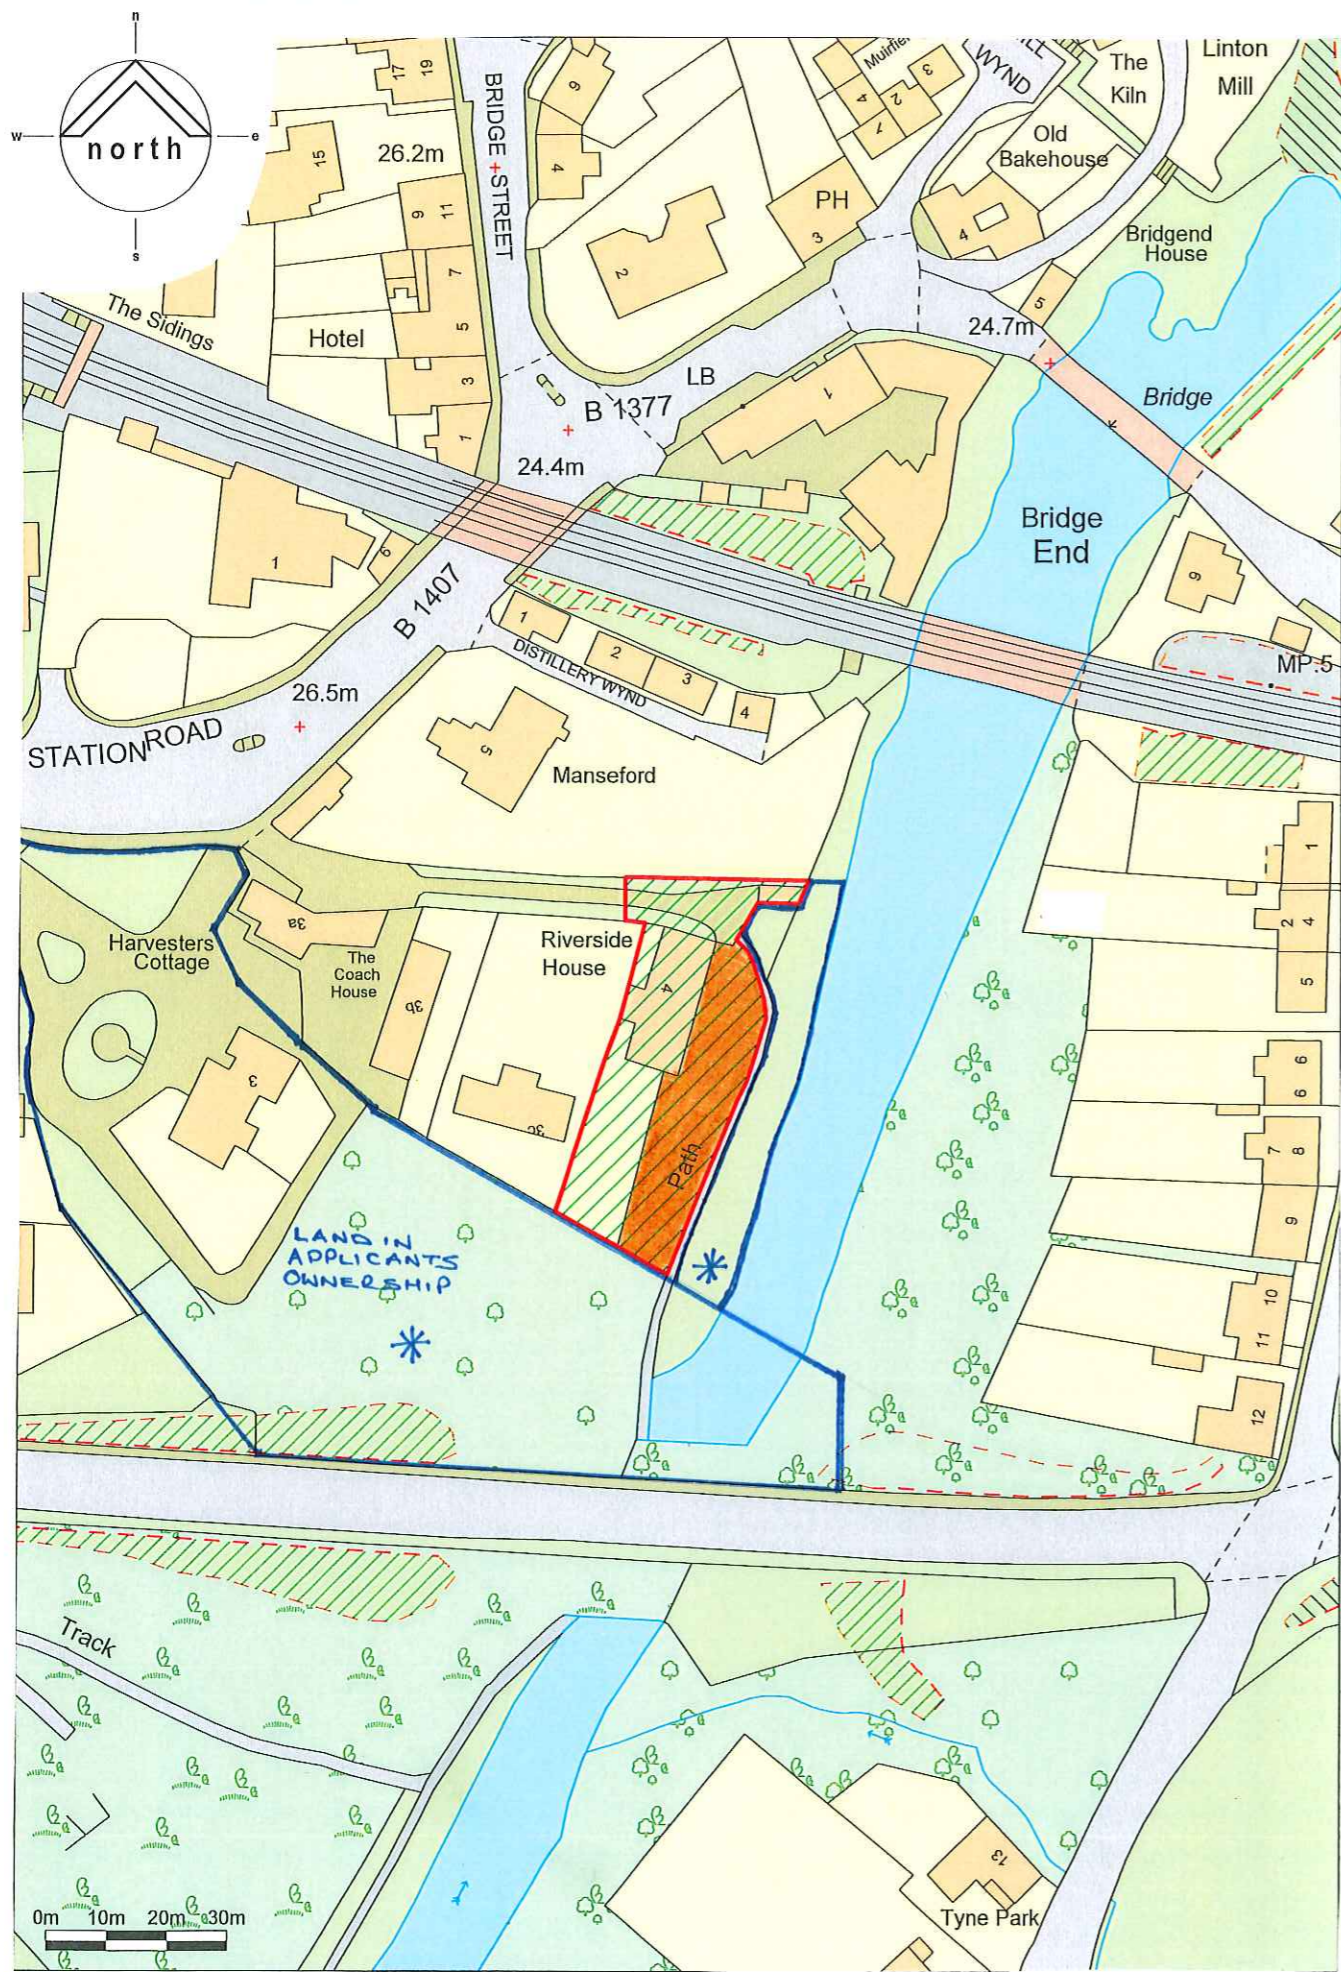 n
w
e
north
s
17
19
BRIDGE STREET
6
Muirfie
3
2
4
1
WYND
The
Kiln
Linton
Mill
Old
Bakehouse
15
26.2m
9
11
4
PH
3
4
Bridgend
House
2
7
5
The Sidings
Hotel
3
1
LB
B 1377
24.4m
1
5
24.7m
Bridge
Bridge
End
1
6
B 1407
9
1
2
3
4
DISTILLERY WYND
MP.5
26.5m
STATION ROAD
5
Manseford
1
3a
Harvesters
Cottage
The
Coach
House
3b
Riverside
House
4
2
4
5
3
3c
Path
6
6
7
8
9
LAND IN
APPLICANTS
OWNERSHIP
10
11
12
Track
13
Tyne Park
0m 10m 20m 30m